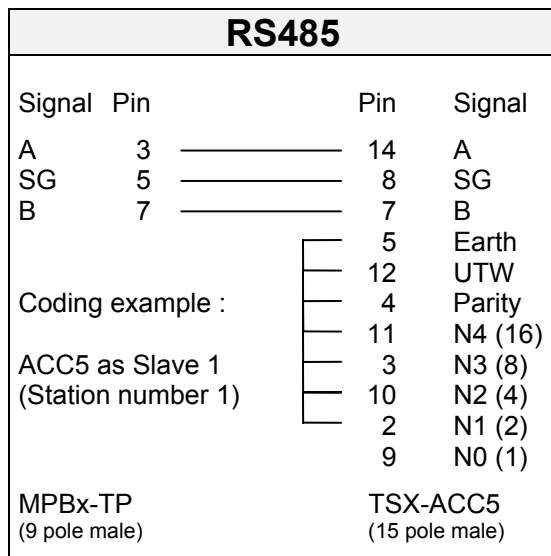 RS485
Signal Pin Pin Signal
A 3 14 A
SG 5 8 SG
B 7 7 B
5 Earth
12 UTW
Coding example : 4 Parity
11 N4 (16)
ACC5 as Slave 1 3 N3 (8)
(Station number 1) 10 N2 (4)
2 N1 (2)
9 N0 (1)
MPBx-TP TSX-ACC5
(9 pole male) (15 pole male)